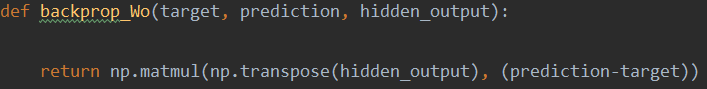 def backprop_Wo(target, prediction, hidden_output):
return np.matmul(np.transpose(hidden_output), (prediction-target))